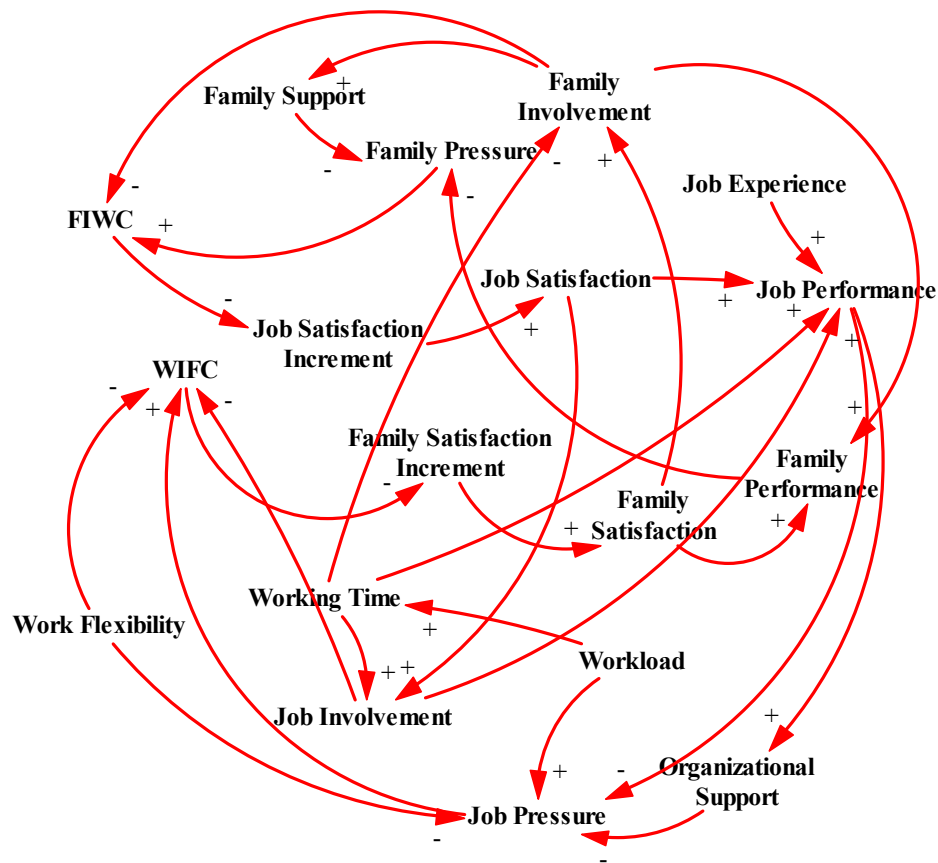 Family
Involvement
Family Support
+
Family Pressure
-
-
+
Job Experience
-
-
FIWC
+
+
Job Satisfaction
Job Performance
-
+
+
Job Satisfaction
Increment
+
+
WIFC
-
+
-
+
Family Satisfaction
Increment
-
Family
Performance
Family
Satisfaction
+
+
Working Time
Work Flexibility
+
Workload
+
+
Job Involvement
+
+
-
Organizational
Support
Job Pressure
-
-